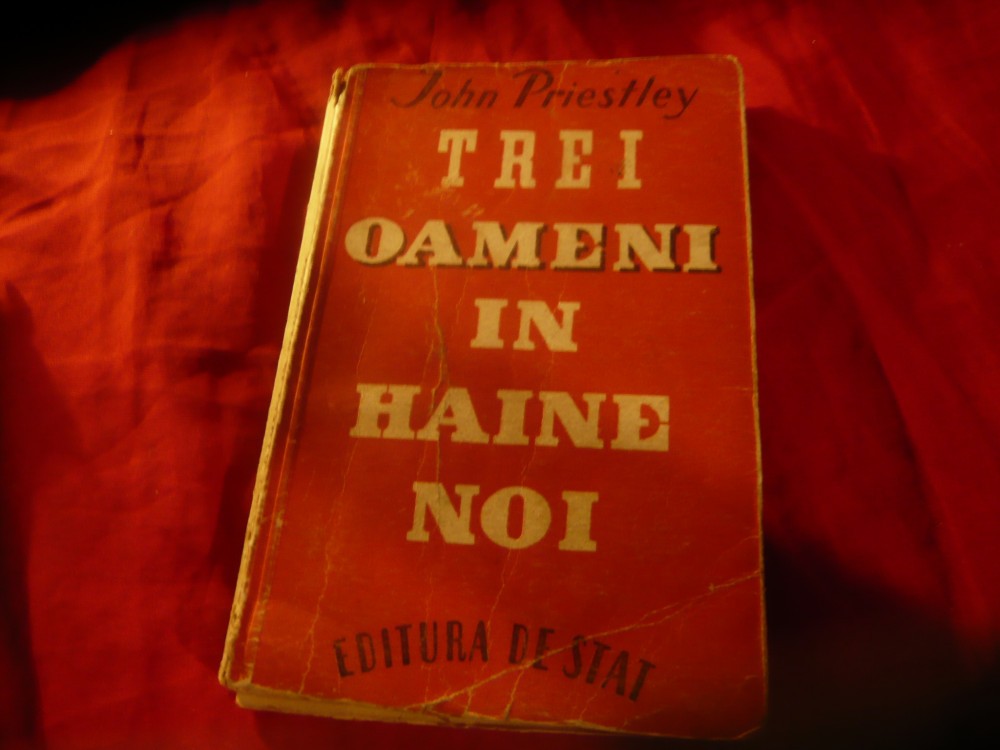 John Priestley
TREI
OAMENI
IN
HAINE
NOI
EDITURA DE STAT